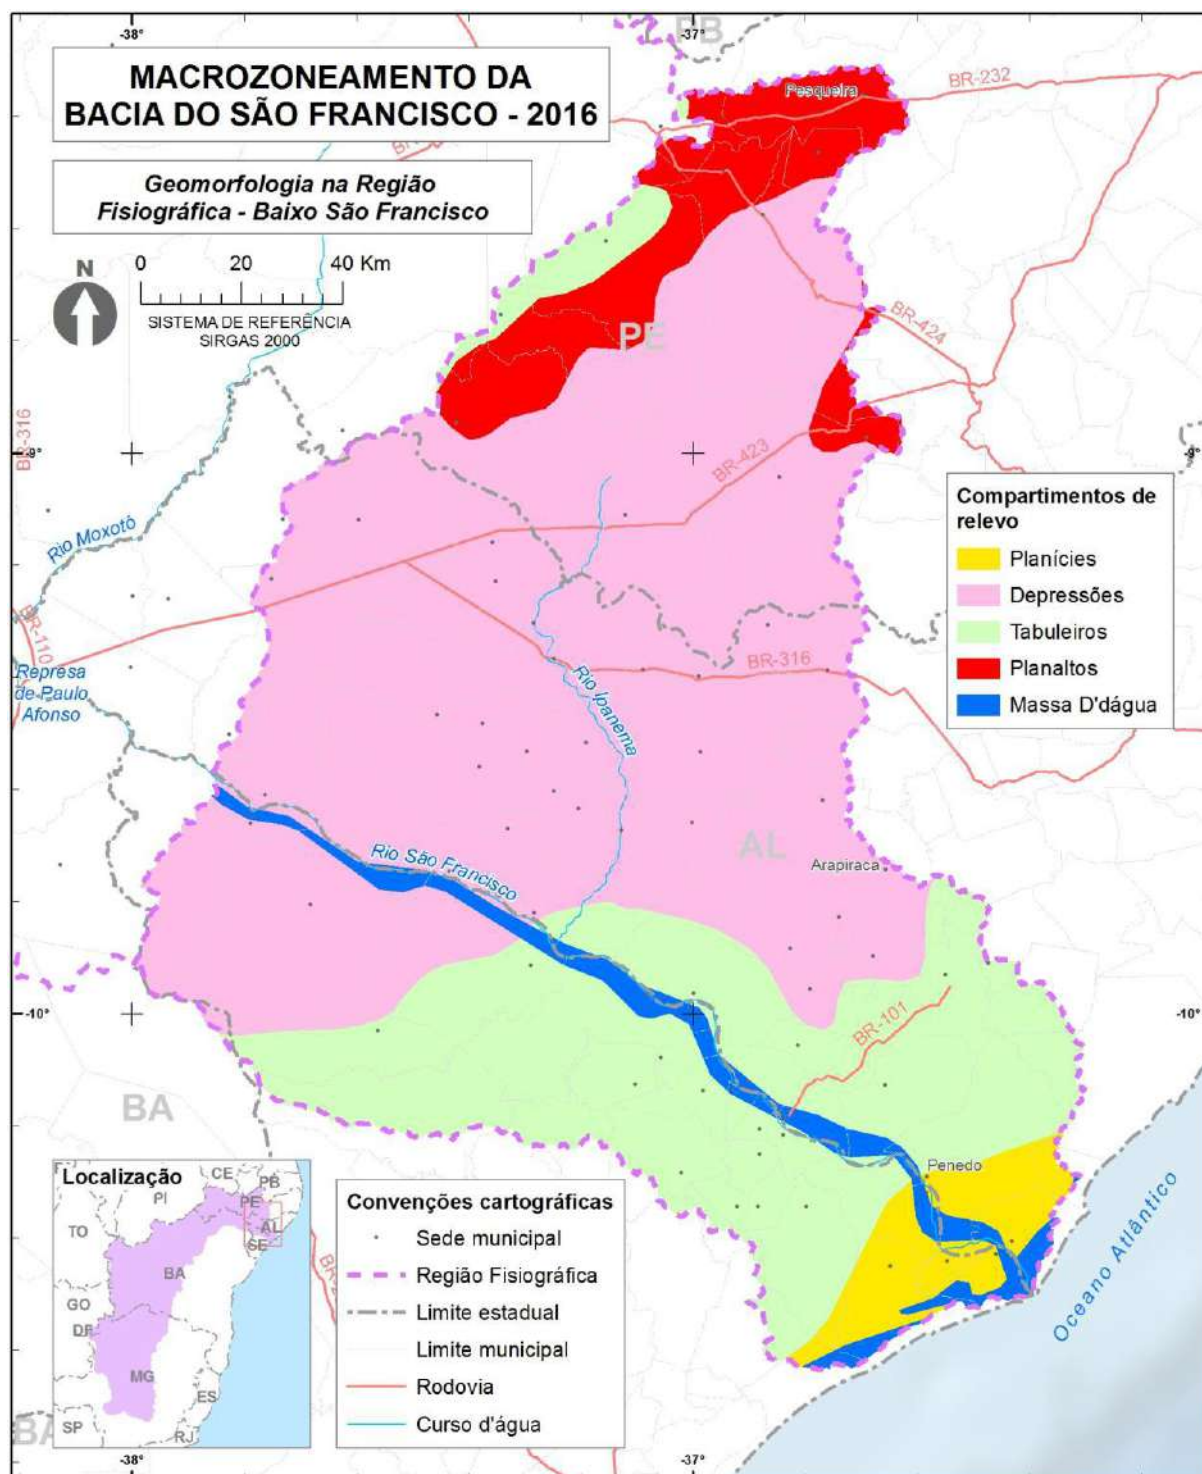 PB
-38°
-37°
MACROZONEAMENTO DA
BACIA DO SÃO FRANCISCO - 2016
Geomorfologia na Região
Fisiográfica - Baixo São Francisco
N
0 20 40 Km
SISTEMA DE REFERÊNCIA
SIRGAS 2000
BR-232
Pesqueira
PE
BR-424
BR-316
-9°
BR-423
-9°
Rio Moxotó
BR-110
Represa
de Paulo
Afonso
Rio Ipanema
BR-316
Compartimentos de
relevo
Planícies
Depressões
Tabuleiros
Planaltos
Massa D'dágua
Rio São Francisco
AL
Arapiraca
-10°
BR-101
-10°
BA
Penedo
Oceano Atlântico
Localização
CE
PB
PI
PE
AL
TO
SE
BA
GO
DF
MG
ES
SP
RJ
Convenções cartográficas
Sede municipal
Região Fisiográfica
Limite estadual
Limite municipal
Rodovia
Curso d'água
BA
-38°
-37°